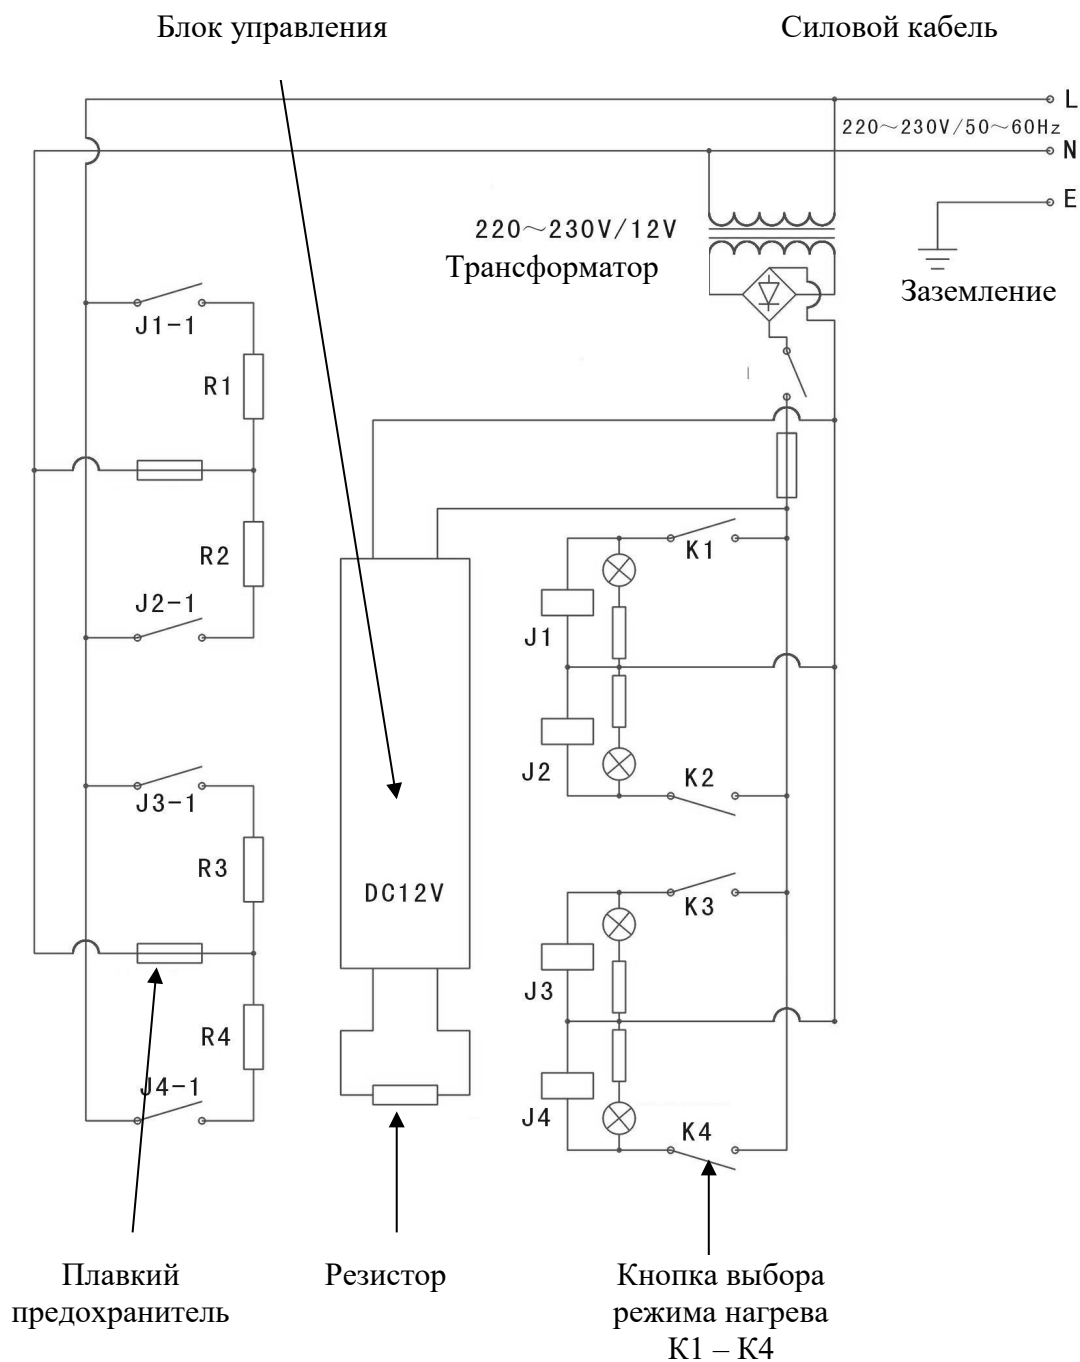 Блок управления
Силовой кабель
L
220～230V/50～60Hz
N
E
220～230V/12V
Трансформатор
Заземление
J1-1
R1
R2
J2-1
K1
J1
J2
K2
J3-1
R3
DC12V
K3
J3
R4
J4-1
J4
K4
Плавкий
предохранитель
Резистор
Кнопка выбора
режима нагрева
К1 – К4